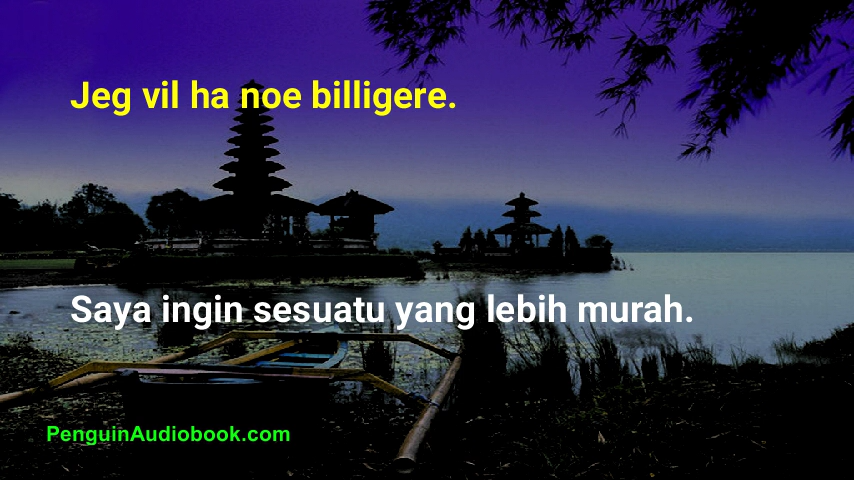 Jeg vil ha noe billigere.
Saya ingin sesuatu yang lebih murah.
PenguinAudiobook.com